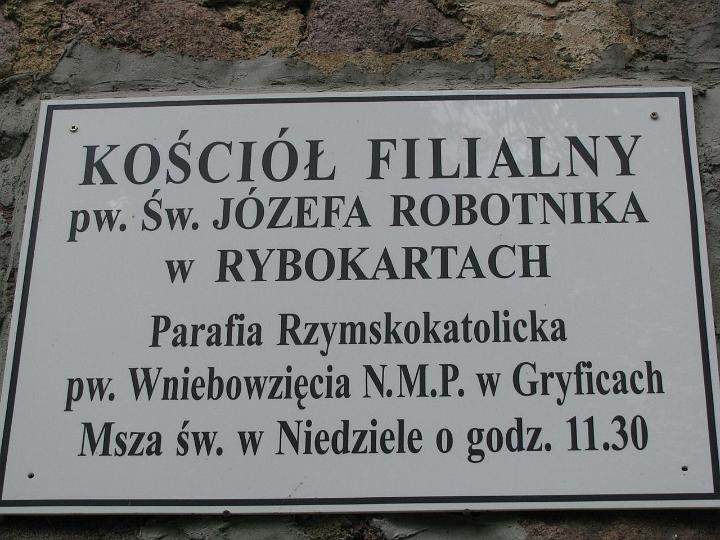 KOŚCIÓŁ FILIALNY
pw. Św. JÓZEFA ROBOTNIKA
w RYBOKARTACH
Parafia Rzymskokatolicka
pw. Wniebowzięcia N.M.P. w Gryficach
Msza św. w Niedziele o godz. 11.30